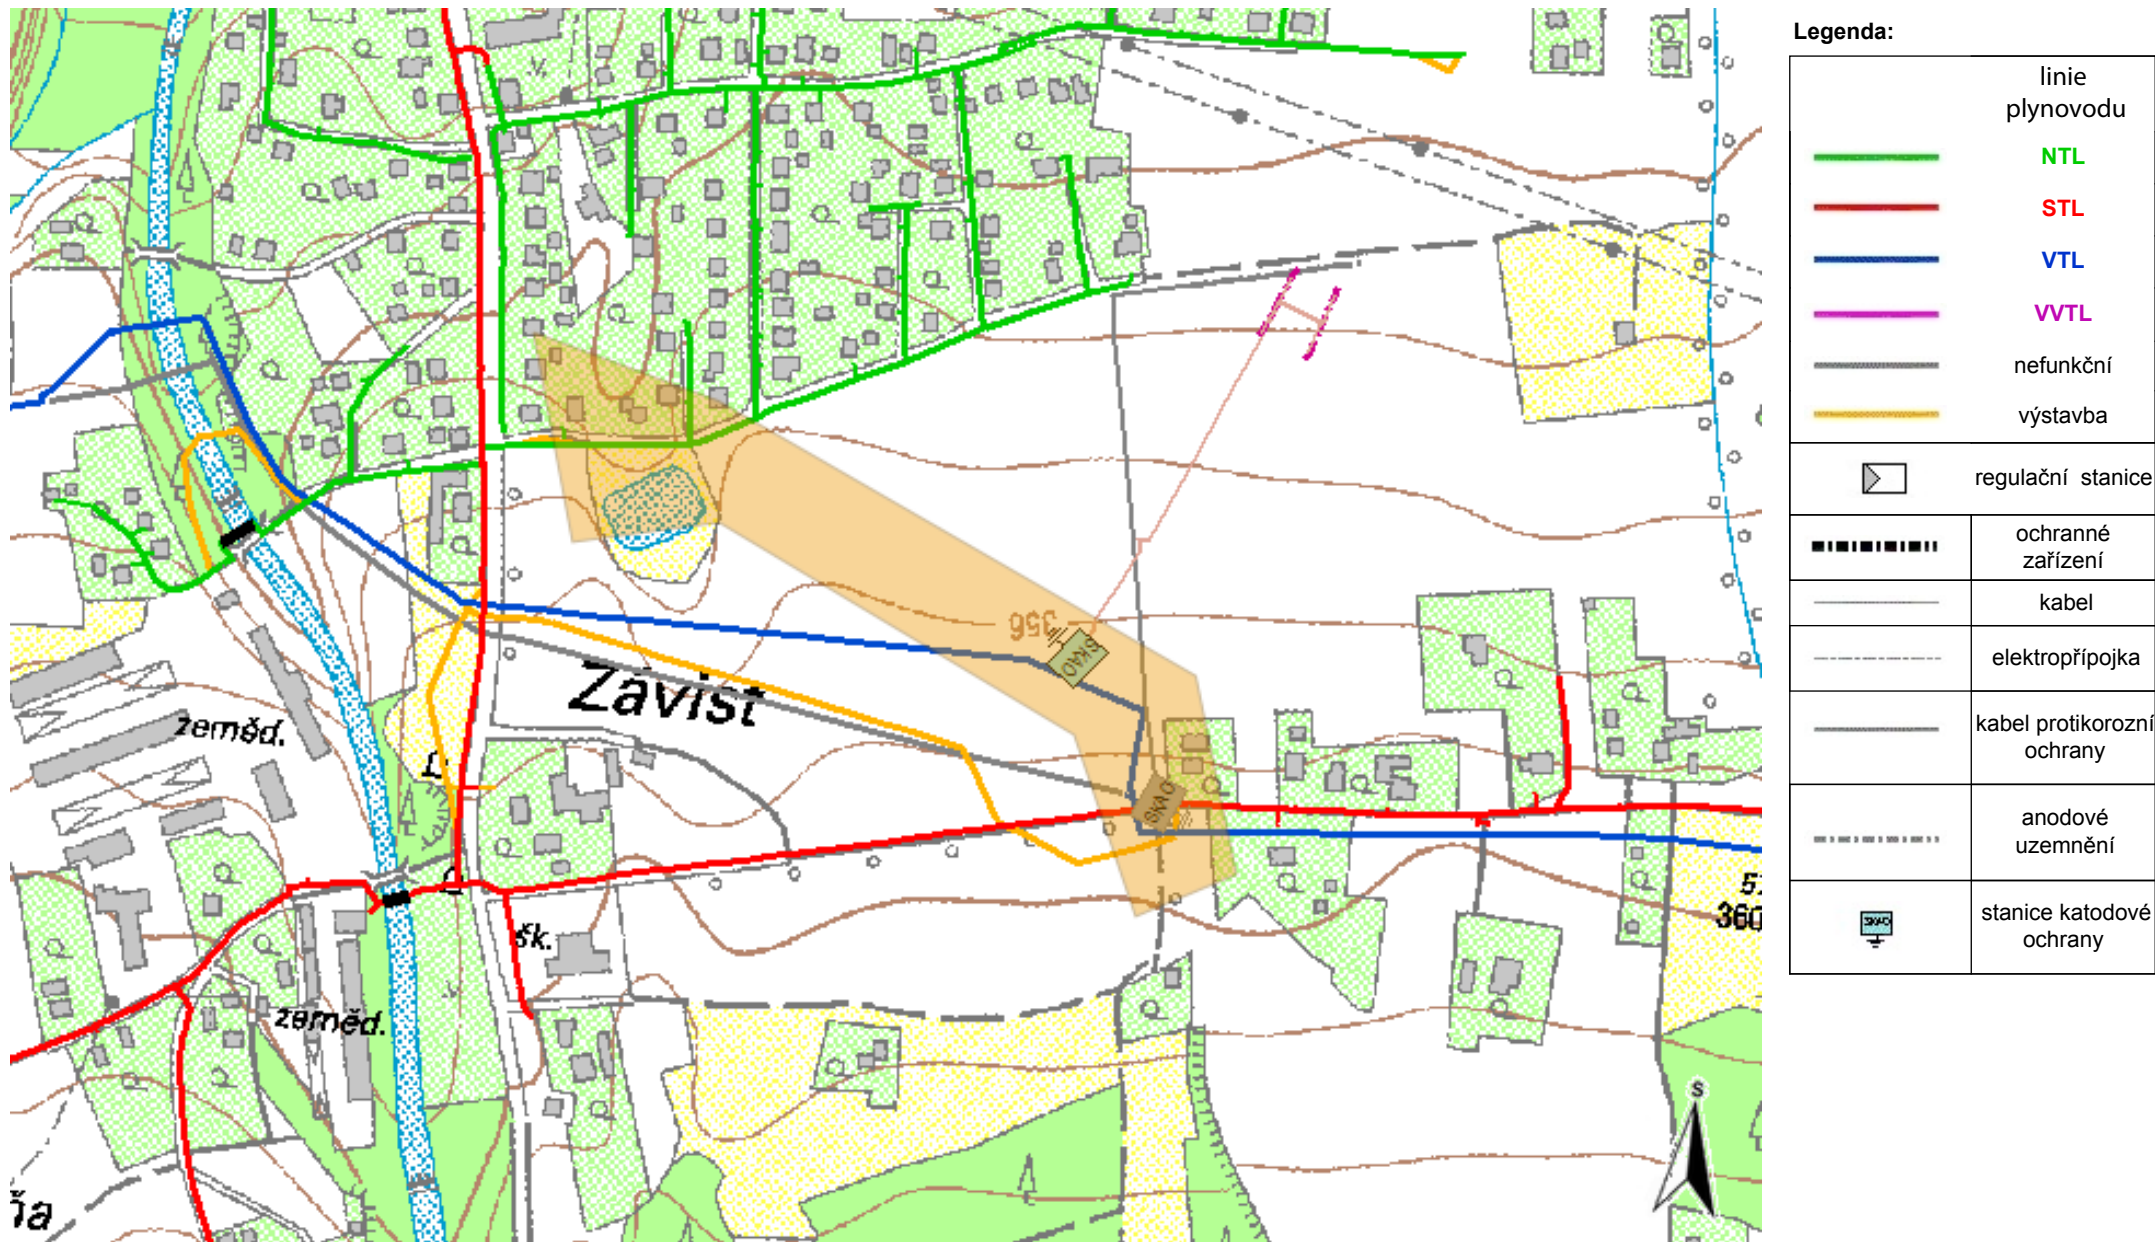 Legenda:
linie
plynovodu
NTL
STL
VTL
VVTL
nefunkční
výstavba
regulační stanice
ochranné
zařízení
kabel
elektropřípojka
kabel protikorozní
ochrany
anodové
uzemnění
SKAO
stanice katodové
ochrany
356
SKAO
Závist
zeměd.
SKAO
360
šk.
zeměd.
S